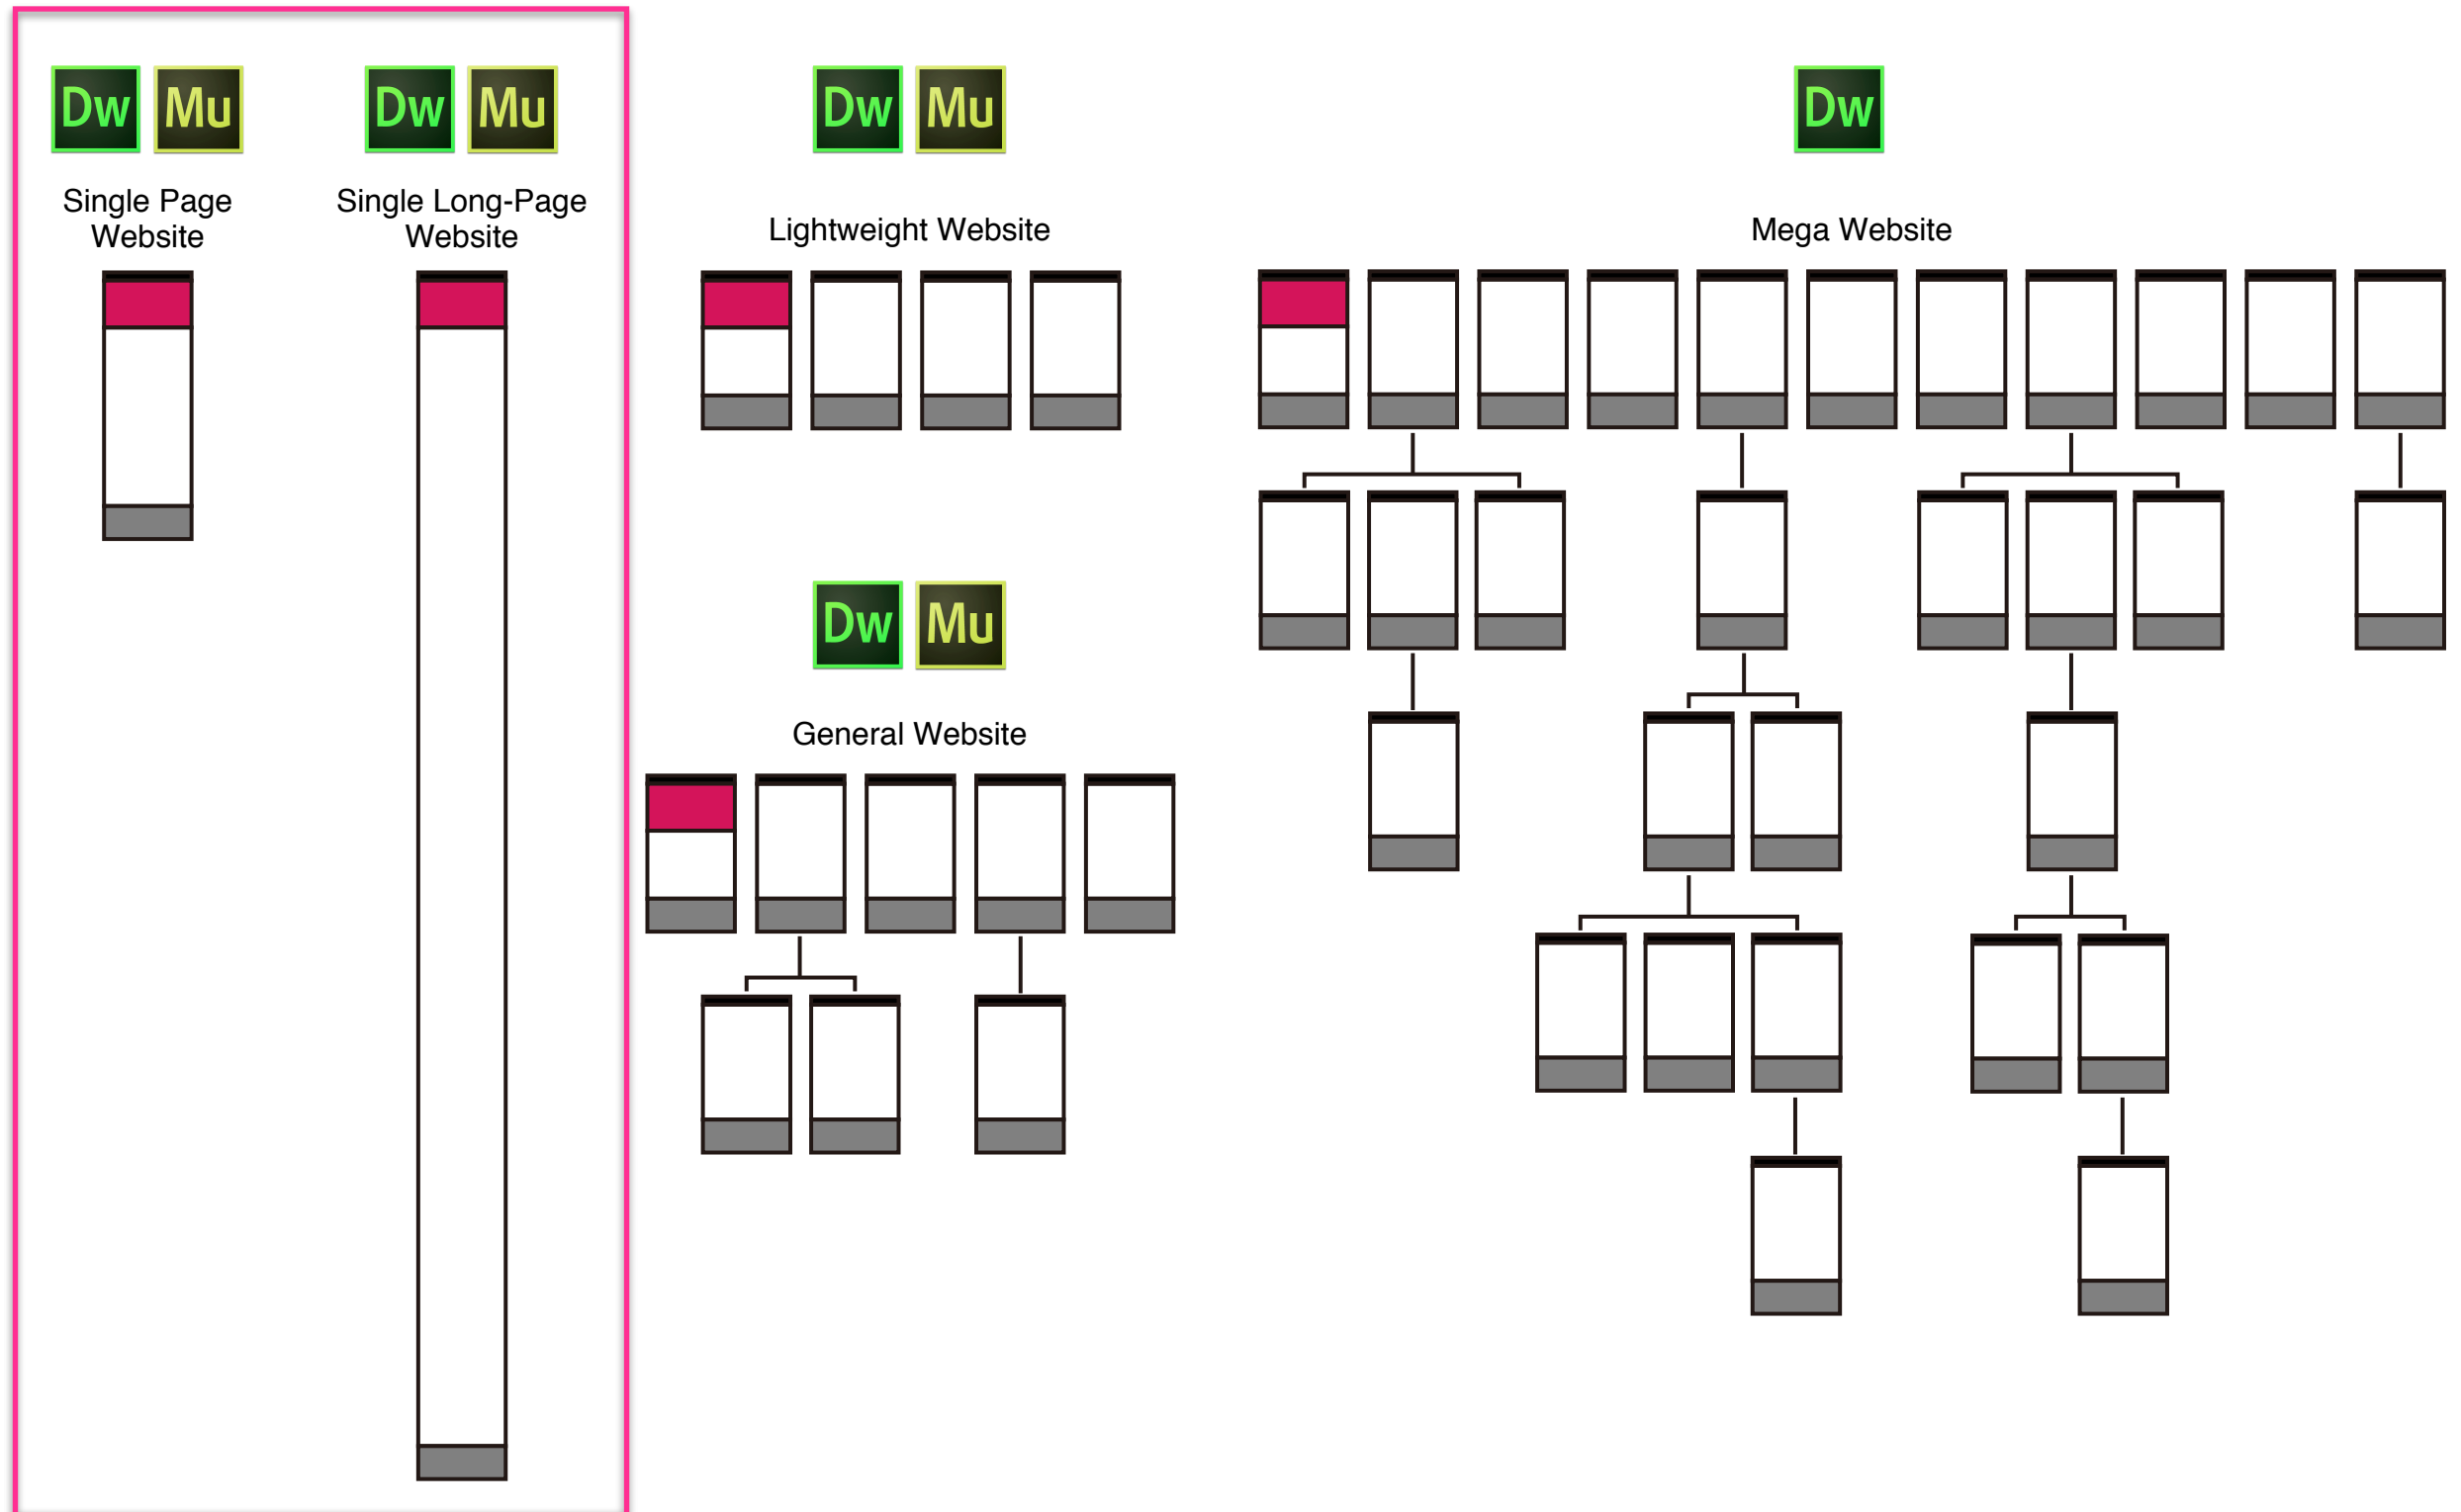 Dw Mu
Single Page
Website
Dw Mu
Single Long-Page
Website
Dw Mu
Lightweight Website
Dw Mu
General Website
Dw
Mega Website